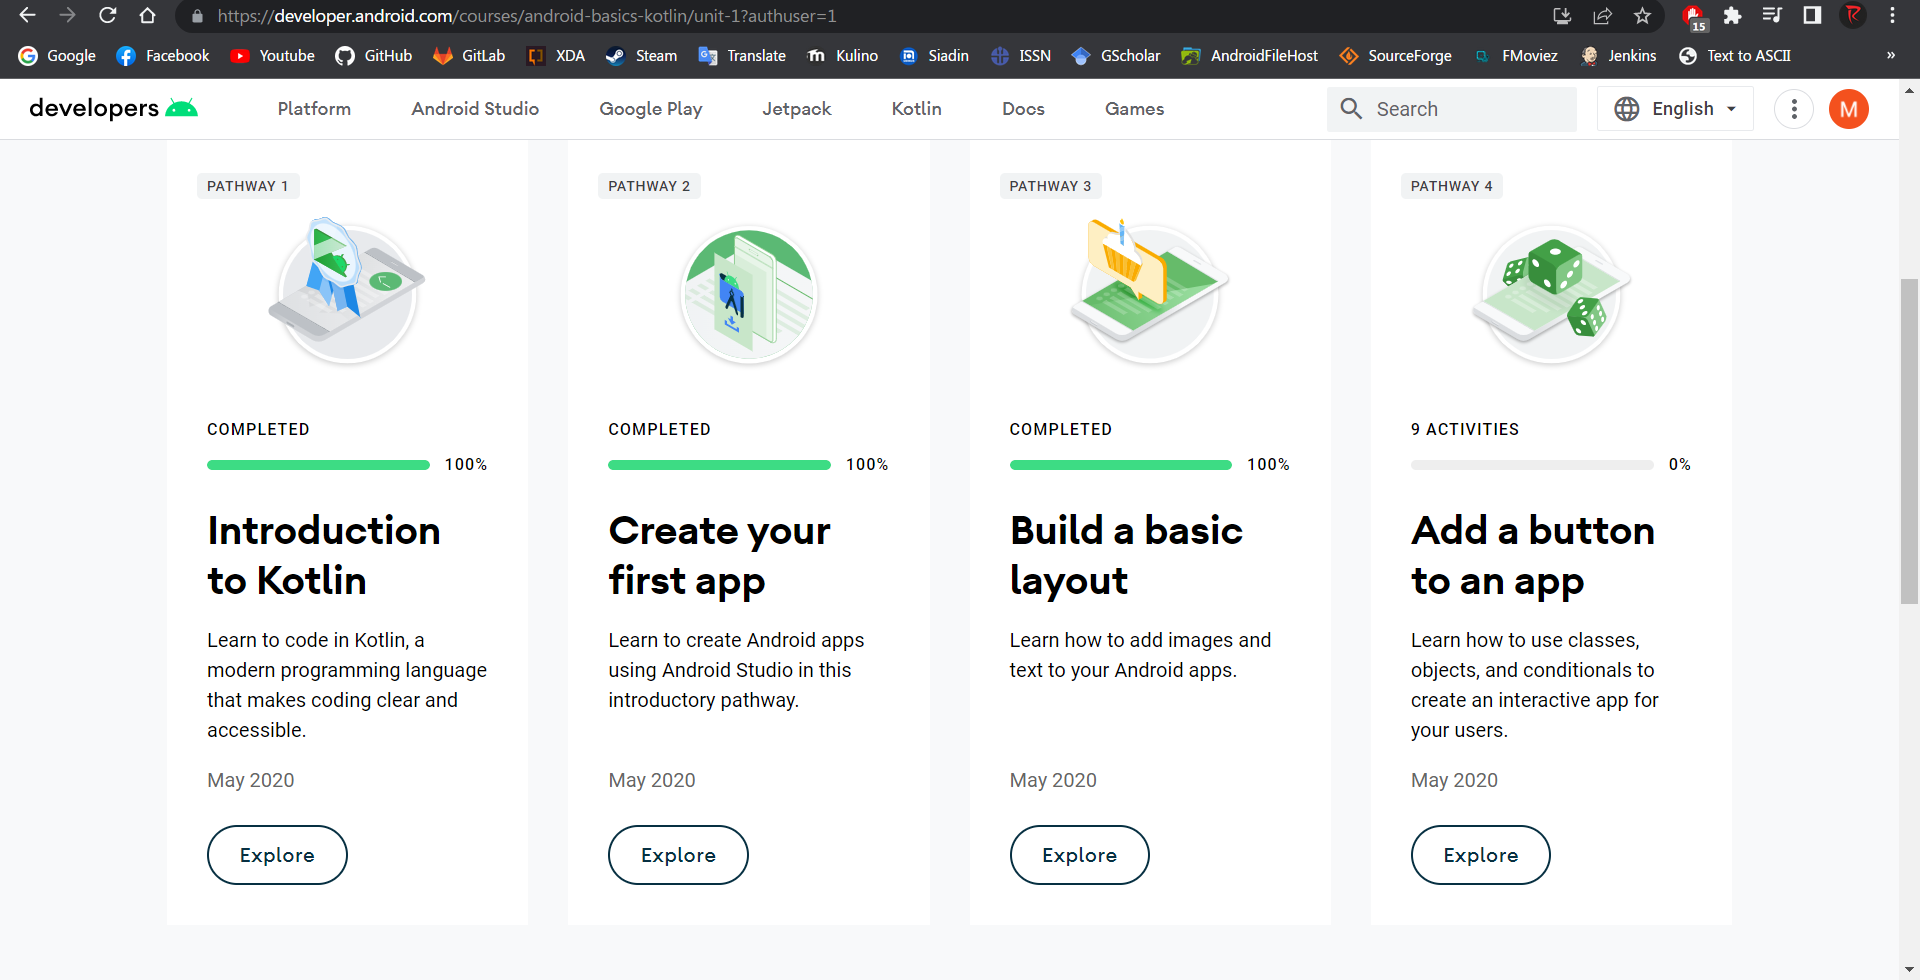 https://developer.android.com/courses/android-basics-kotlin/unit-1?authuser=1
15
Google Facebook Youtube GitHub GitLab XDA Steam Translate Kulino Siadin ISSN GScholar AndroidFileHost SourceForge FMoviez Jenkins Text to ASCII »
developers Platform Android Studio Google Play Jetpack Kotlin Docs Games Search English M
PATHWAY 1
COMPLETED
100%
Introduction
to Kotlin
Learn to code in Kotlin, a
modern programming language
that makes coding clear and
accessible.
May 2020
Explore
PATHWAY 2
COMPLETED
100%
Create your
first app
Learn to create Android apps
using Android Studio in this
introductory pathway.
May 2020
Explore
PATHWAY 3
COMPLETED
100%
Build a basic
layout
Learn how to add images and
text to your Android apps.
May 2020
Explore
PATHWAY 4
9 ACTIVITIES
0%
Add a button
to an app
Learn how to use classes,
objects, and conditionals to
create an interactive app for
your users.
May 2020
Explore